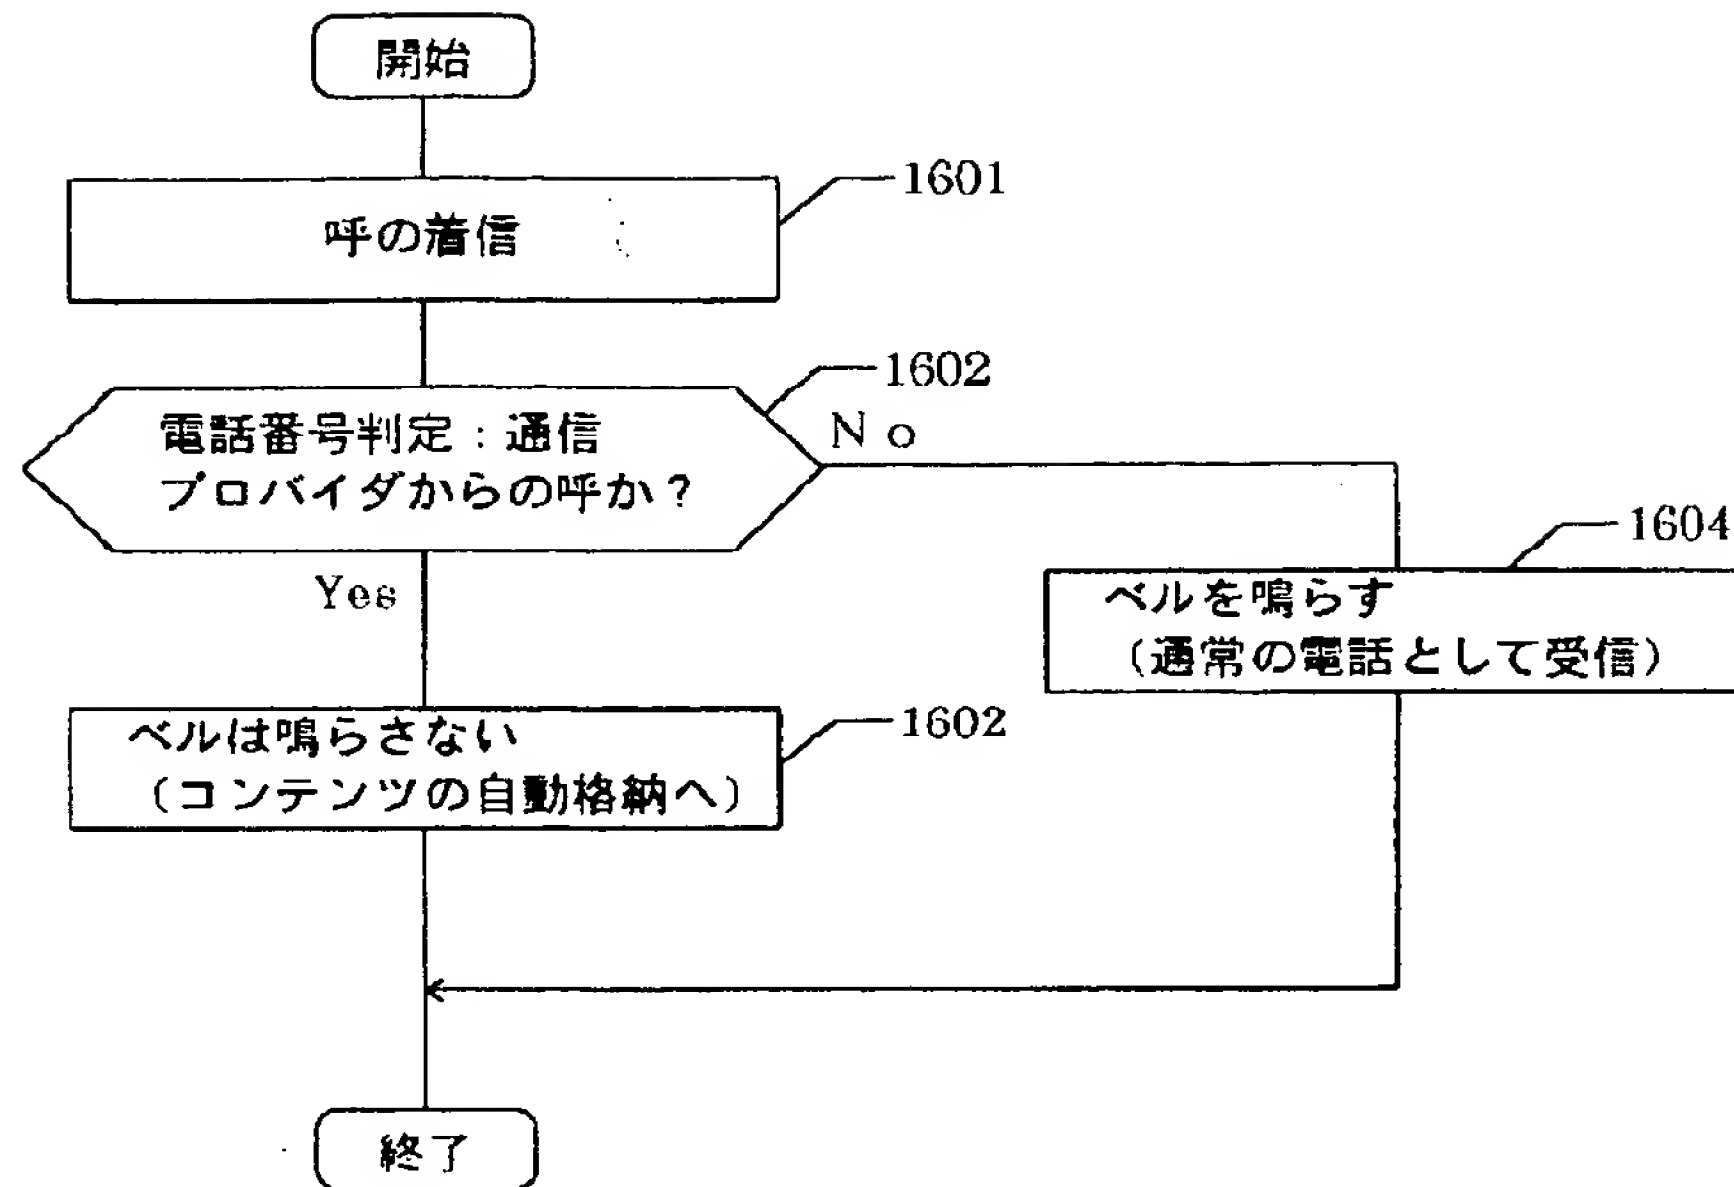 開始
呼の着信
1601
1602
電話番号判定：通信
プロバイダからの呼か？
No
Yes
1604
ベルを鳴らす
（通常の電話として受信）
ベルは鳴らさない
（コンテンツの自動格納へ）
1602
終了